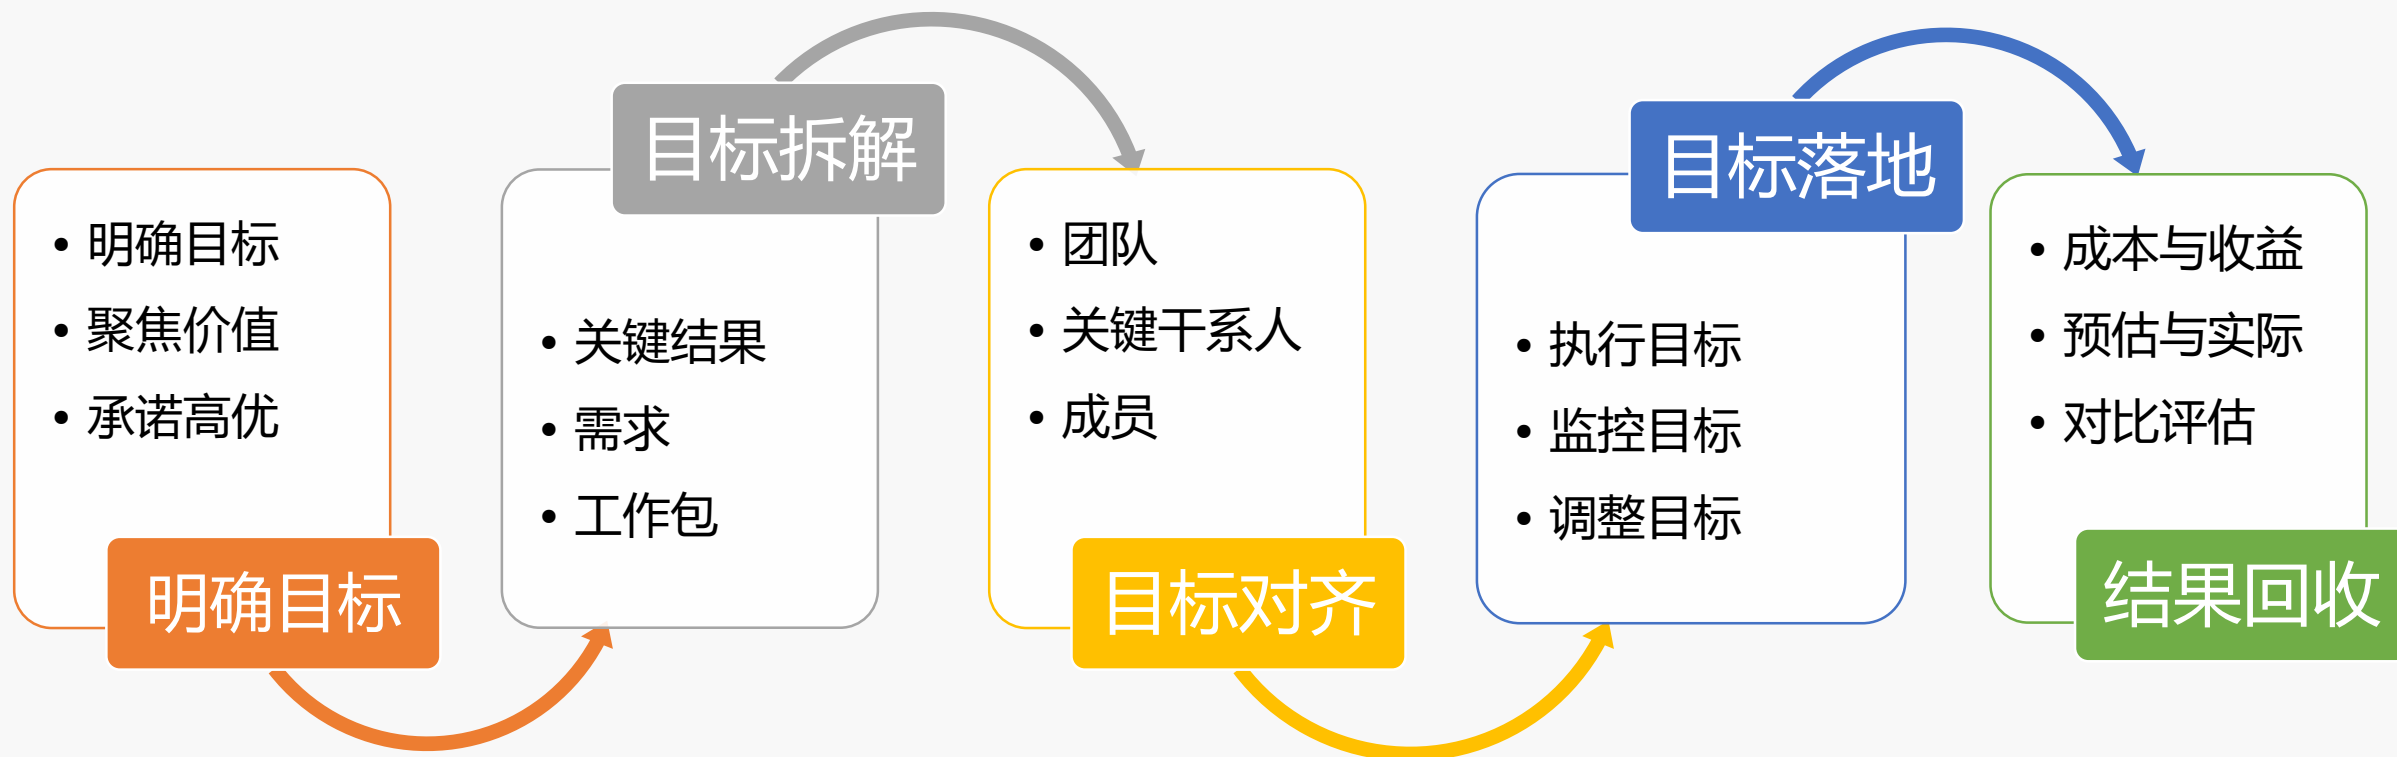 • 明确目标
• 聚焦价值
• 承诺高优
明确目标
目标拆解
• 关键结果
• 需求
• 工作包
• 团队
• 关键干系人
• 成员
目标对齐
目标落地
• 执行目标
• 监控目标
• 调整目标
• 成本与收益
• 预估与实际
• 对比评估
结果回收